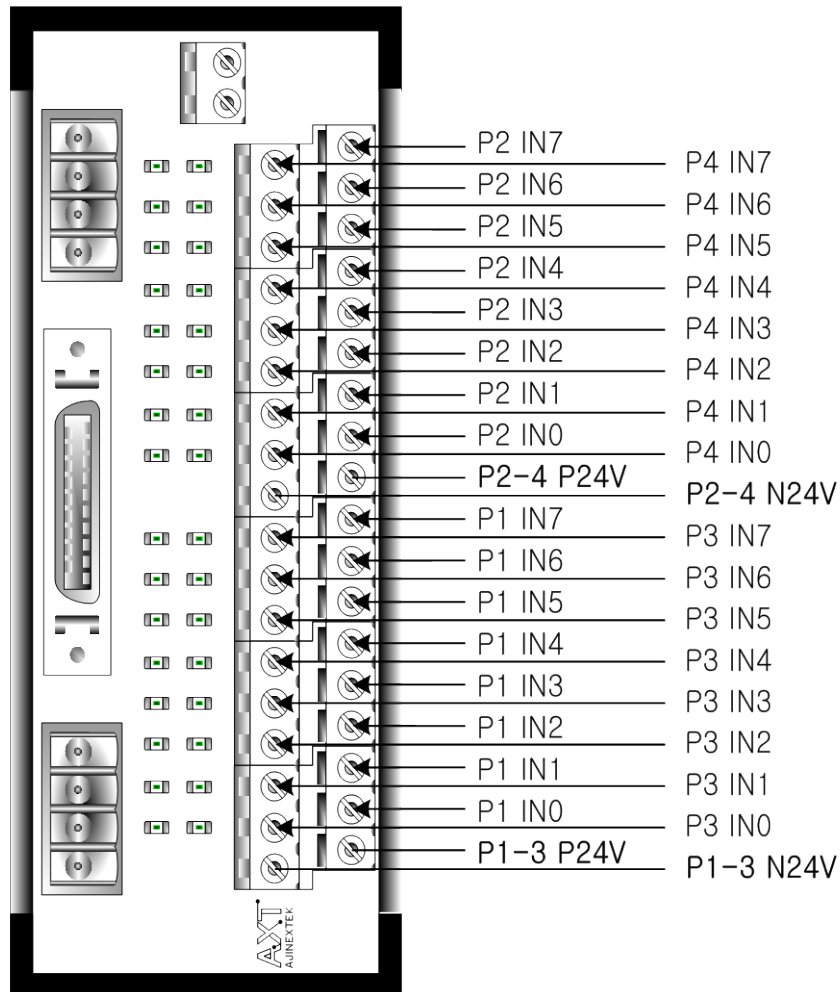 P2 IN7
P4 IN7
P2 IN6
P4 IN6
P2 IN5
P4 IN5
P2 IN4
P4 IN4
P2 IN3
P4 IN3
P2 IN2
P4 IN2
P2 IN1
P4 IN1
P2 IN0
P4 IN0
P2-4 P24V
P2-4 N24V
P1 IN7
P3 IN7
P1 IN6
P3 IN6
P1 IN5
P3 IN5
P1 IN4
P3 IN4
P1 IN3
P3 IN3
P1 IN2
P3 IN2
P1 IN1
P3 IN1
P1 IN0
P3 IN0
P1-3 P24V
P1-3 N24V
AXT
AJINEXTEK